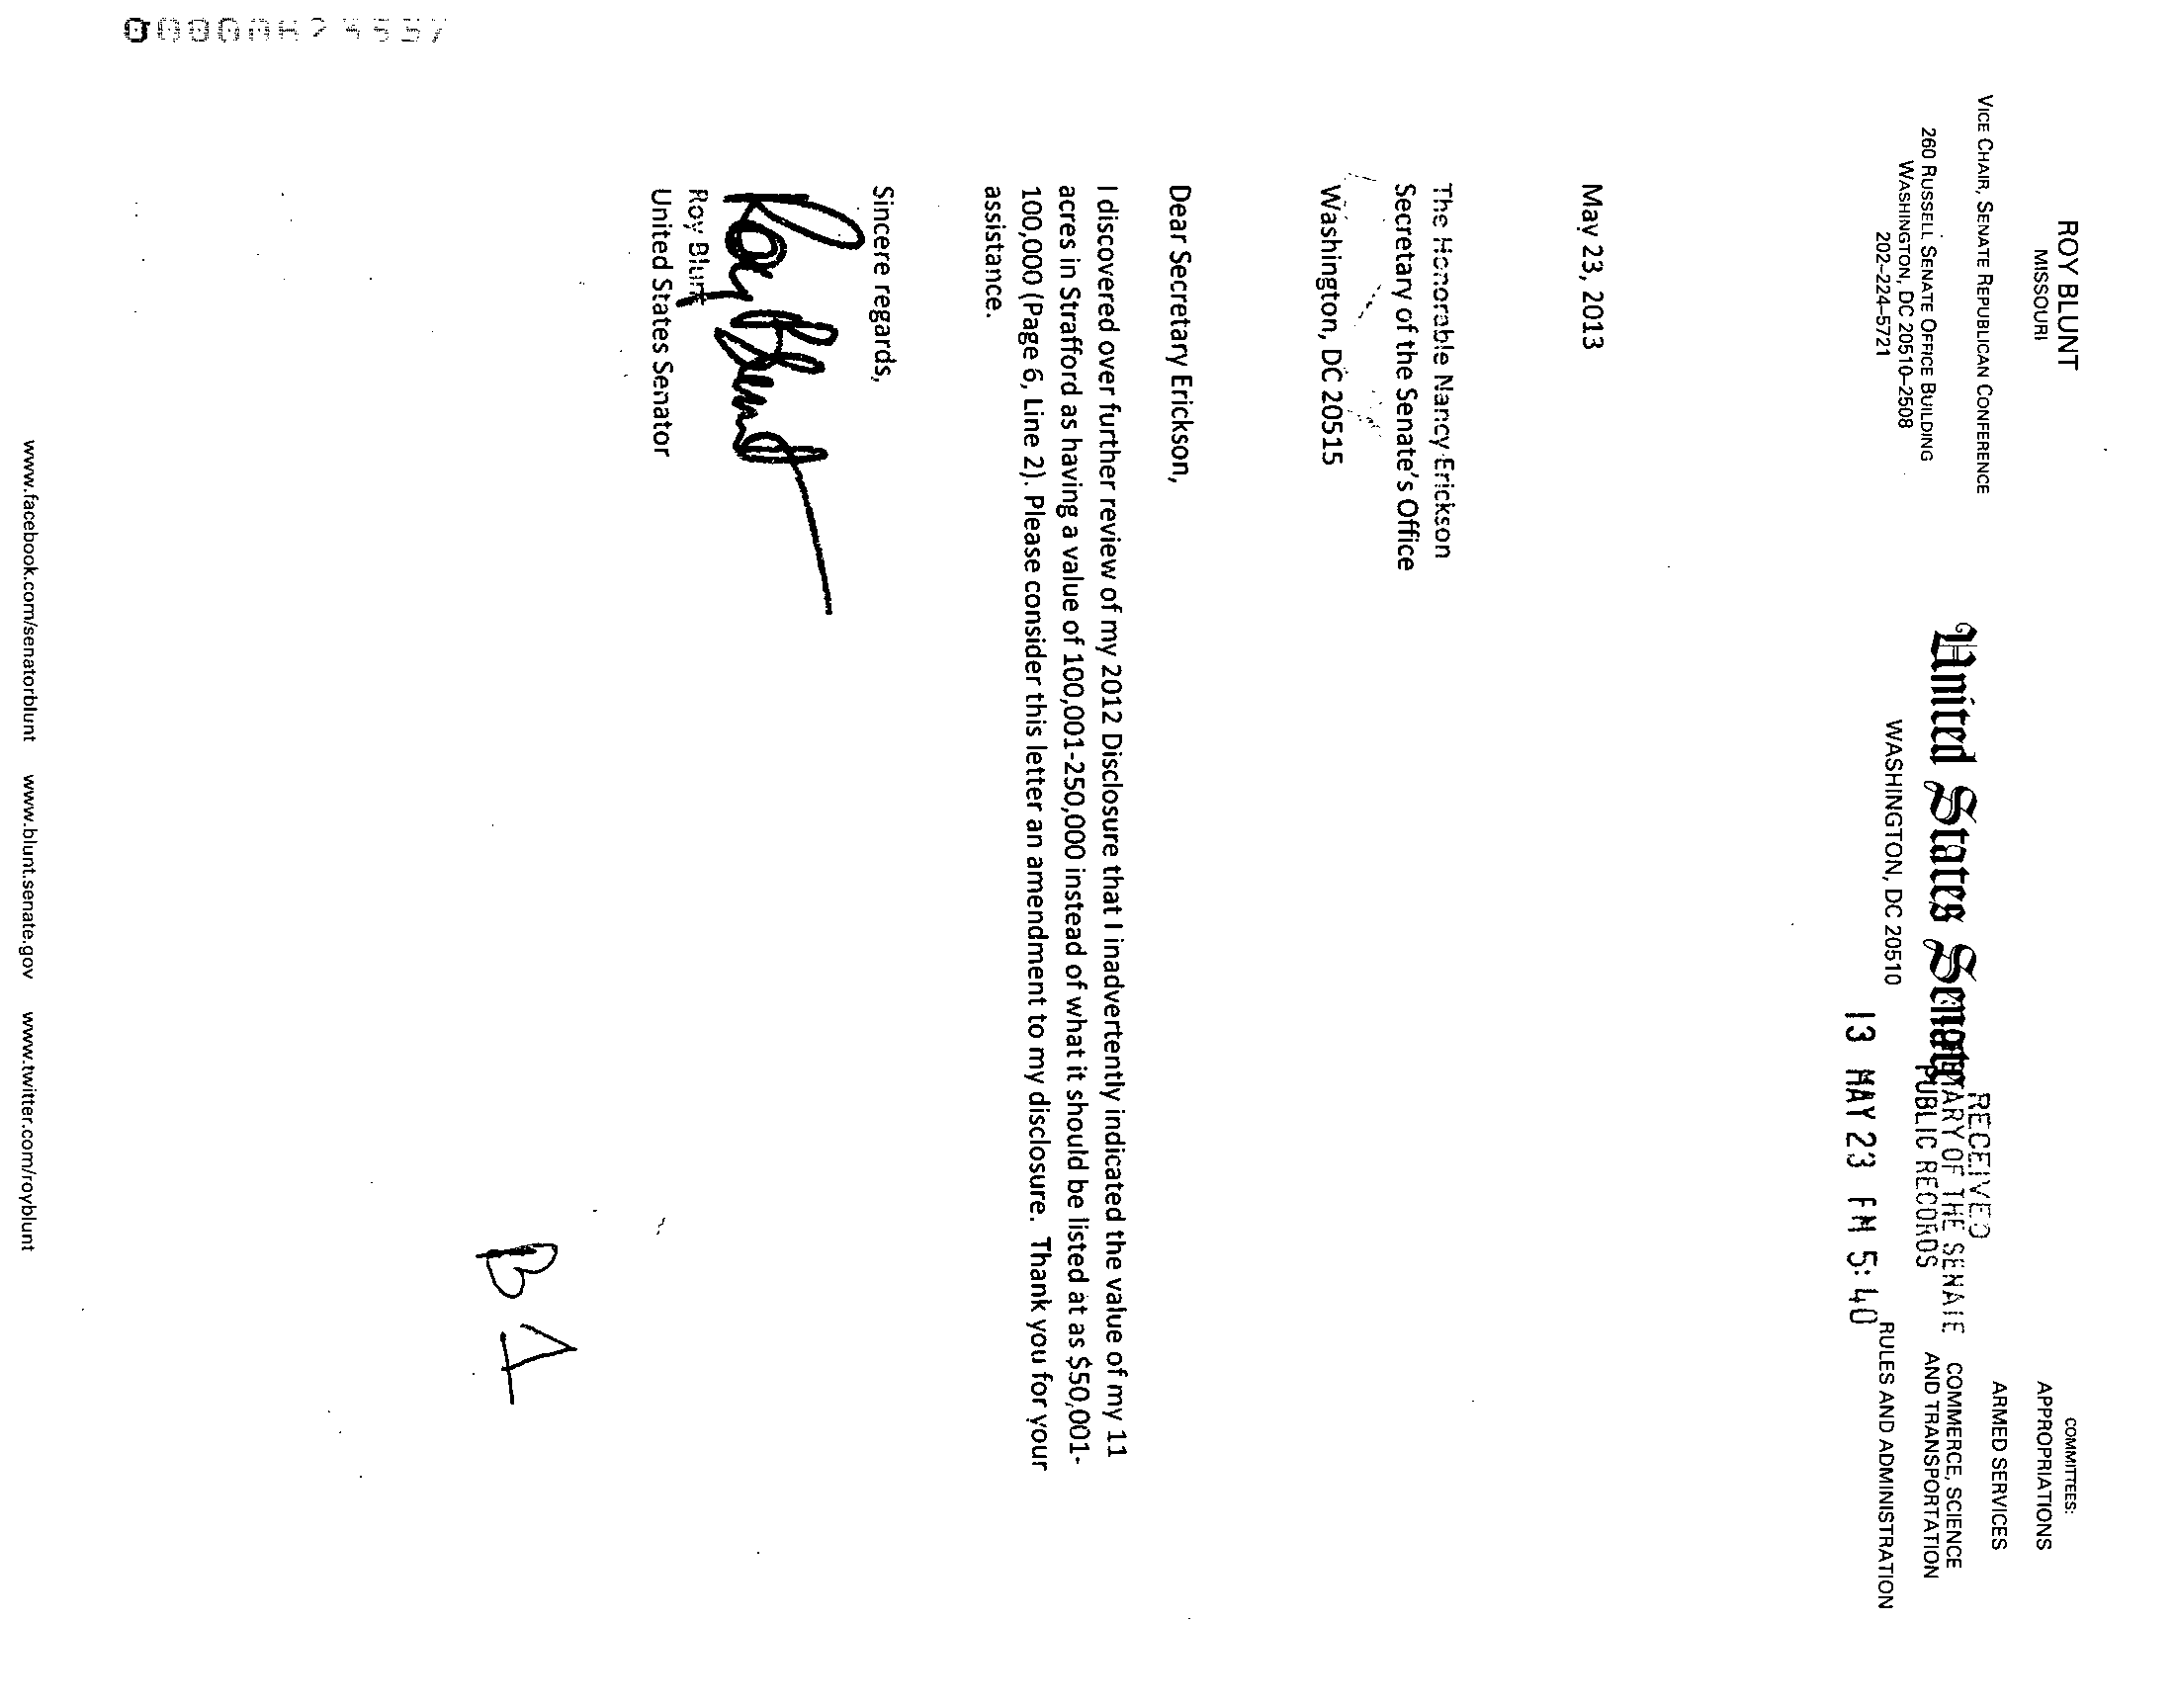 ROY BLUNT
MISSOURI
VICE CHAIR, SENATE REPUBLICAN CONFERENCE
260 RUSSELL SENATE OFFICE BUILDING
WASHINGTON, DC 20510–2508
202–224–5721
United States Senate
WASHINGTON, DC 20510
RECEIVED
ARY OF THE SENATE
PUBLIC RECORDS
13 MAY 23 PM 5:40
COMMITTEES:
APPROPRIATIONS
ARMED SERVICES
COMMERCE, SCIENCE
AND TRANSPORTATION
RULES AND ADMINISTRATION
May 23, 2013
The Honorable Nancy Erickson
Secretary of the Senate's Office
Washington, DC 20515
Dear Secretary Erickson,
I discovered over further review of my 2012 Disclosure that I inadvertently indicated the value of my 11
acres in Strafford as having a value of 100,001-250,000 instead of what it should be listed at as $50,001-
100,000 (Page 6, Line 2). Please consider this letter an amendment to my disclosure. Thank you for your
assistance.
Sincere regards,
Roy Blunt
Roy Blunt
United States Senator
B1
www.facebook.com/senatorblunt www.blunt.senate.gov www.twitter.com/royblunt